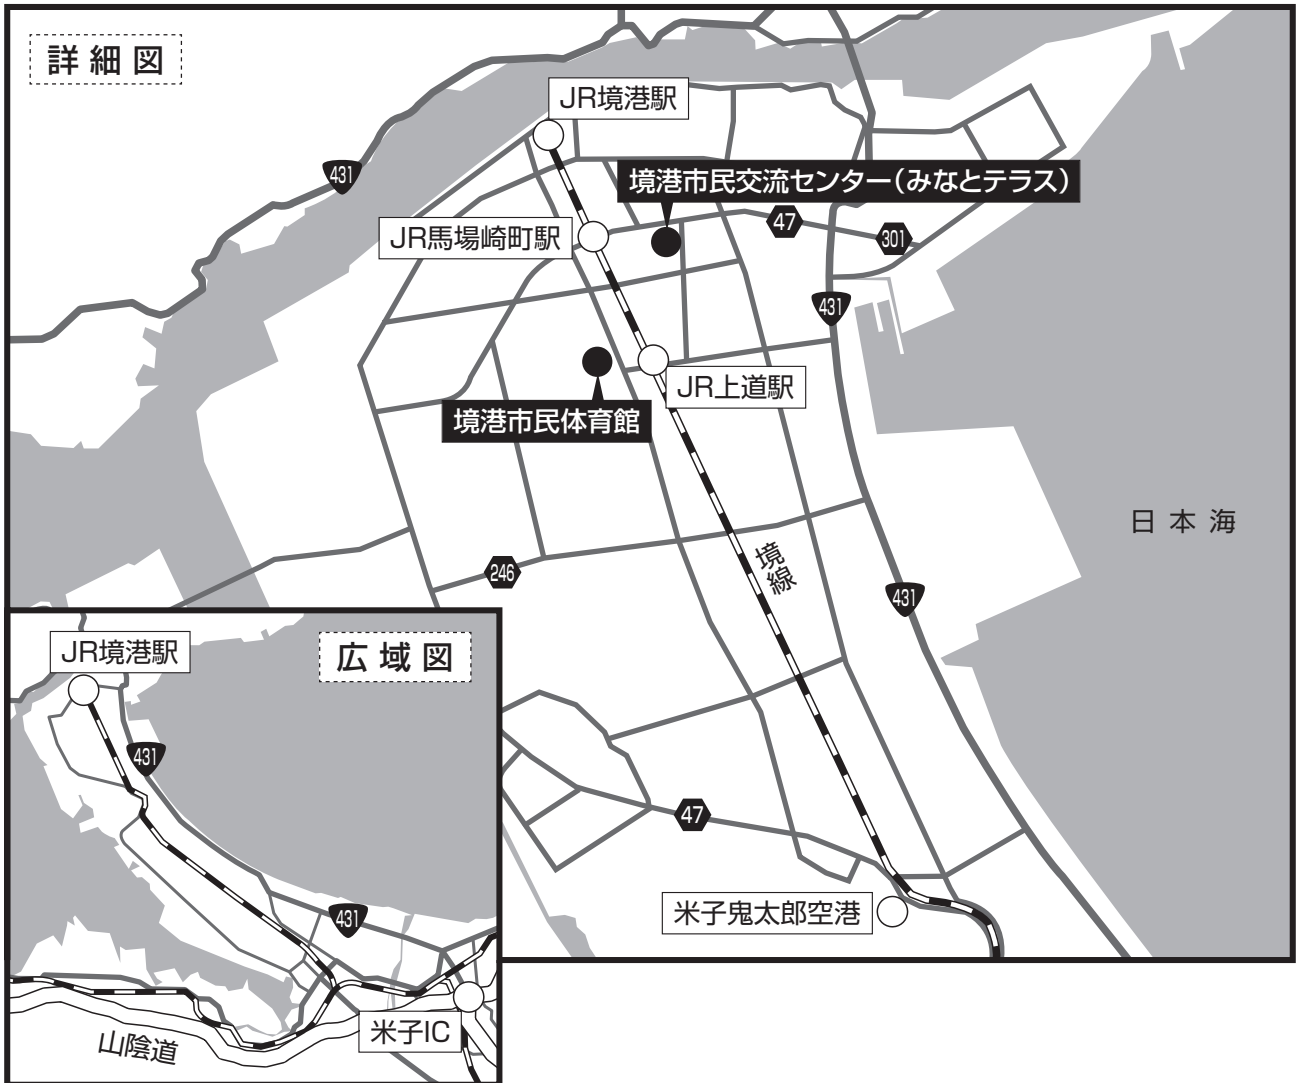 詳細図
JR境港駅
431
境港市民交流センター(みなとテラス)
47
JR馬場崎町駅
301
431
JR上道駅
境港市民体育館
日本海
境線
246
431
JR境港駅
広域図
431
47
米子鬼太郎空港
431
米子IC
山陰道